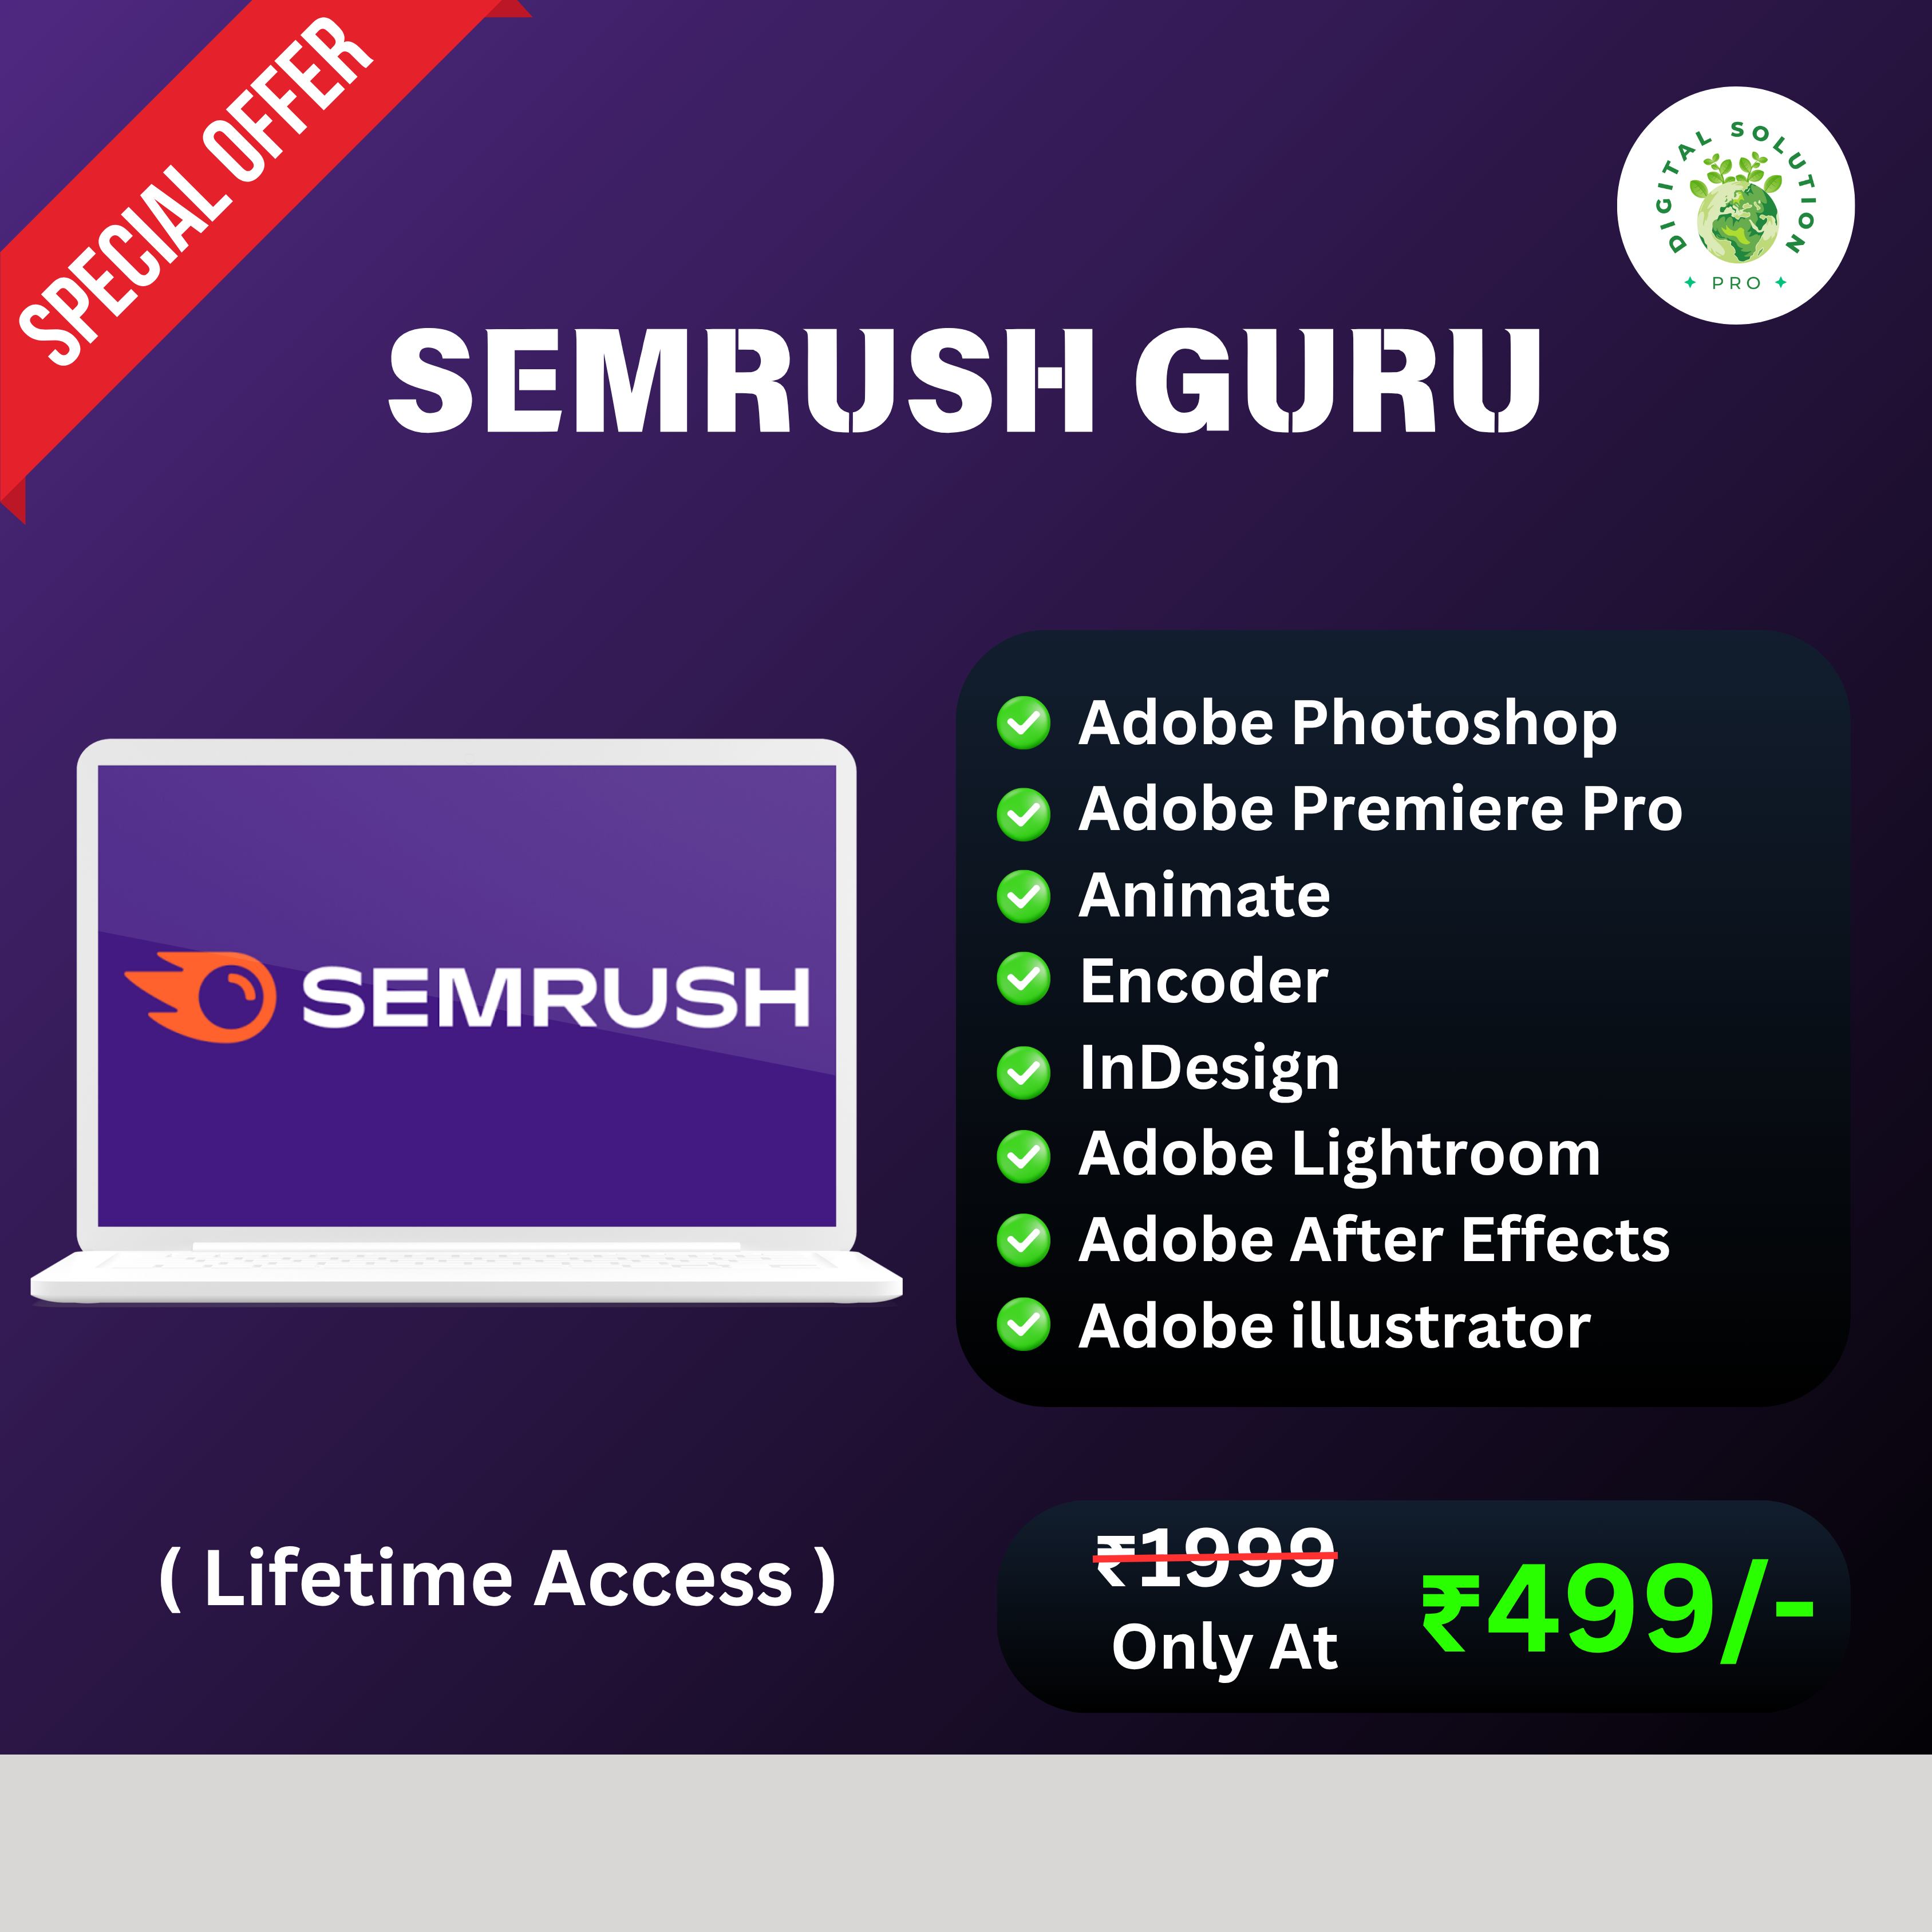 SPECIAL OFFER
DIGITAL SOLUTION
PRO
SEMRUSH GURU
SEMRUSH
Adobe Photoshop
Adobe Premiere Pro
Animate
Encoder
InDesign
Adobe Lightroom
Adobe After Effects
Adobe illustrator
( Lifetime Access )
₹1999
Only At
₹499/-